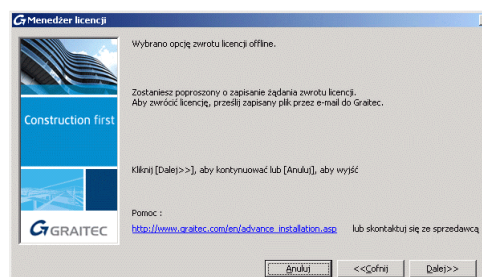 Menedżer licencji
Wybrano opcję zwrotu licencji offline.
Zostaniesz poproszony o zapisanie żądania zwrotu licencji.
Aby zwrócić licencję, prześlij zapisany plik przez e-mail do Graitec.
Construction first
Kliknij [Dalej>>], aby kontynuować lub [Anuluj], aby wyjść
Pomoc :
http://www.graitec.com/en/advance_installation.asp lub skontaktuj się ze sprzedawcą
GRAITEC
Anuluj <<Cofnij Dalej>>